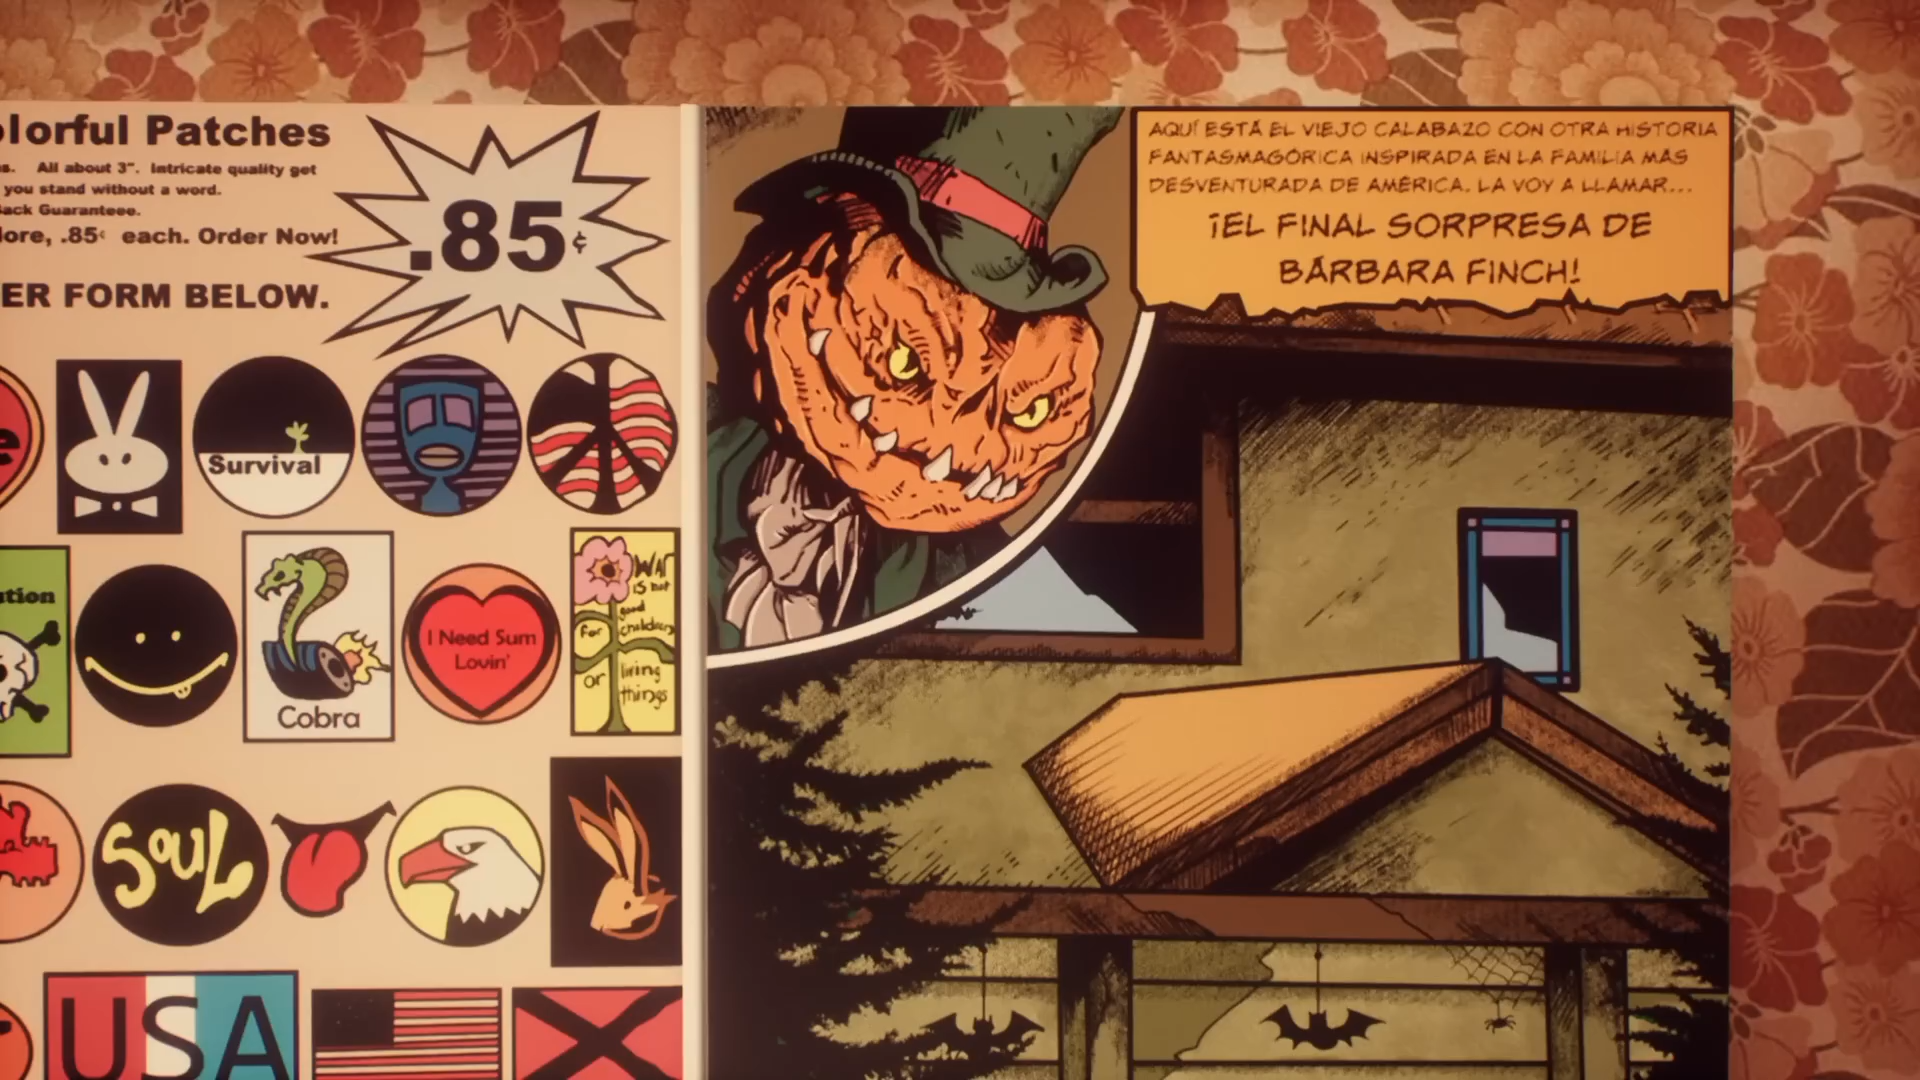 olorful Patches
s. All about 3". Intricate quality get
you stand without a word.
ack Guaranteee.
ore, .85¢ each. Order Now!
ER FORM BELOW.
.85¢
e
Survival
tion
Cobra
I Need Sum
Lovin'
War
is not
good
for children
or living
things
SOUL
USA
AQUÍ ESTÁ EL VIEJO CALABAZO CON OTRA HISTORIA
FANTASMAGÓRICA INSPIRADA EN LA FAMILIA MÁS
DESVENTURADA DE AMÉRICA. LA VOY A LLAMAR...
¡EL FINAL SORPRESA DE
BÁRBARA FINCH!